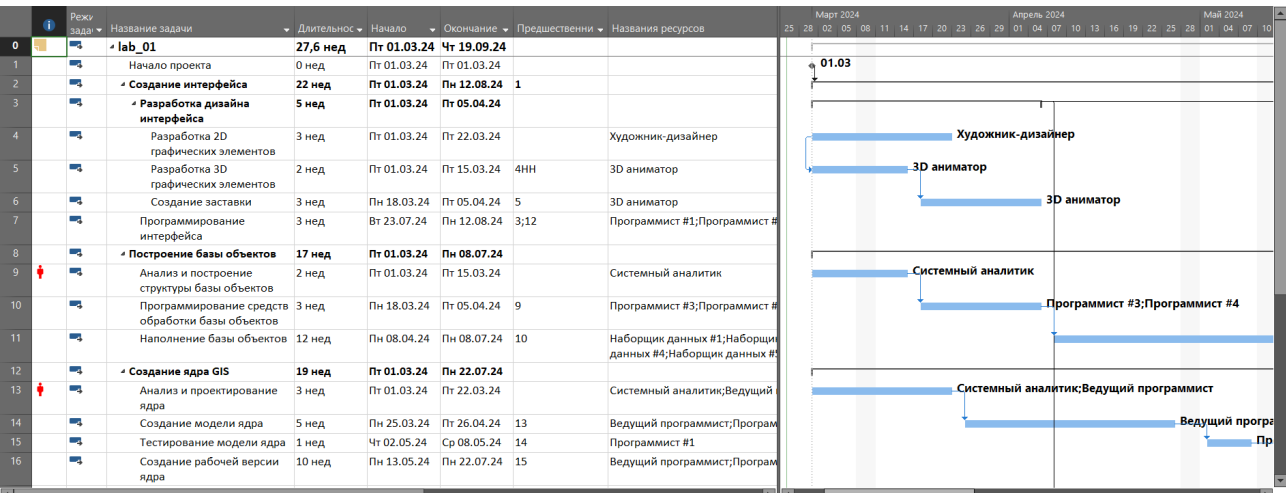 Режи
задач
Название задачи
Длительнос
Начало
Окончание
Предшественни
Названия ресурсов
Март 2024
Апрель 2024
Май 2024
25 28 02 05 08 11 14 17 20 23 26 29 01 04 07 10 13 16 19 22 25 28 01 04 07 10
0 lab_01 27,6 нед Пт 01.03.24 Чт 19.09.24
1 Начало проекта 0 нед Пт 01.03.24 Пт 01.03.24
01.03
2 Создание интерфейса 22 нед Пт 01.03.24 Пн 12.08.24 1
3 Разработка дизайна 5 нед Пт 01.03.24 Пт 05.04.24
интерфейса
4 Разработка 2D 3 нед Пт 01.03.24 Пт 22.03.24 Художник-дизайнер
графических элементов
Художник-дизайнер
5 Разработка 3D 2 нед Пт 01.03.24 Пт 15.03.24 4НН 3D аниматор
графических элементов
3D аниматор
6 Создание заставки 3 нед Пн 18.03.24 Пт 05.04.24 5 3D аниматор
3D аниматор
7 Программирование 3 нед Вт 23.07.24 Пн 12.08.24 3;12 Программист #1;Программист #
интерфейса
8 Построение базы объектов 17 нед Пт 01.03.24 Пн 08.07.24
9 Анализ и построение 2 нед Пт 01.03.24 Пт 15.03.24 Системный аналитик
структуры базы объектов
Системный аналитик
10 Программирование средств 3 нед Пн 18.03.24 Пт 05.04.24 9 Программист #3;Программист #
обработки базы объектов
Программист #3;Программист #4
11 Наполнение базы объектов 12 нед Пн 08.04.24 Пн 08.07.24 10 Наборщик данных #1;Наборщи
данных #4;Наборщик данных #5
12 Создание ядра GIS 19 нед Пт 01.03.24 Пн 22.07.24
13 Анализ и проектирование 3 нед Пт 01.03.24 Пт 22.03.24 Системный аналитик;Ведущий
ядра
Системный аналитик;Ведущий программист
14 Создание модели ядра 5 нед Пн 25.03.24 Пт 26.04.24 13 Ведущий программист;Програм
Ведущий програ
15 Тестирование модели ядра 1 нед Чт 02.05.24 Ср 08.05.24 14 Программист #1
Пр
16 Создание рабочей версии 10 нед Пн 13.05.24 Пн 22.07.24 15 Ведущий программист;Програм
ядра